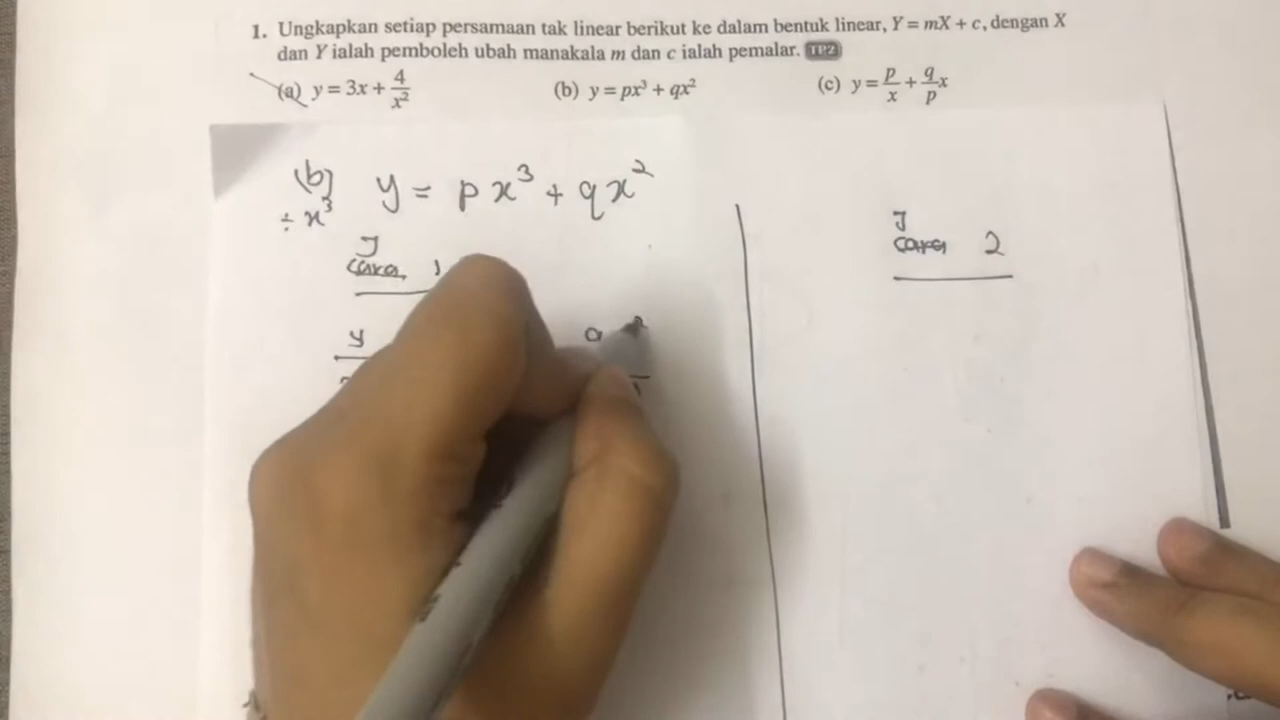 1. Ungkapkan setiap persamaan tak linear berikut ke dalam bentuk linear, Y = mX + c, dengan X
dan Y ialah pemboleh ubah manakala m dan c ialah pemalar. TP2
(a) y = 3x + 4/x²
(b) y = px³ + qx²
(c) y = p/x + q/p x
(b) y = px³ + qx²
÷ x³
Cara 1
y
Cara 2